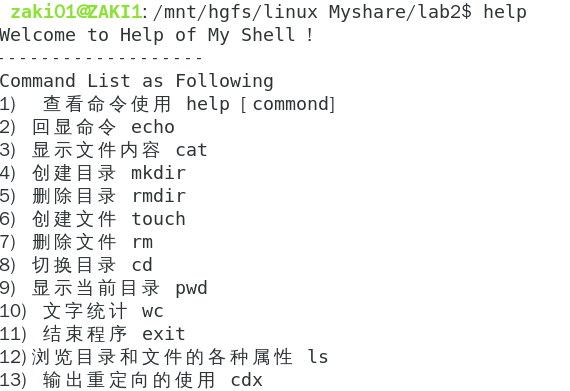 zaki01@ZAKI1:/mnt/hgfs/linux Myshare/lab2$ help
Welcome to Help of My Shell !
-------------------
Command List as Following
1) 查看命令使用 help [commond]
2) 回显命令 echo
3) 显示文件内容 cat
4) 创建目录 mkdir
5) 删除目录 rmdir
6) 创建文件 touch
7) 删除文件 rm
8) 切换目录 cd
9) 显示当前目录 pwd
10) 文字统计 wc
11) 结束程序 exit
12)浏览目录和文件的各种属性 ls
13) 输出重定向的使用 cdx